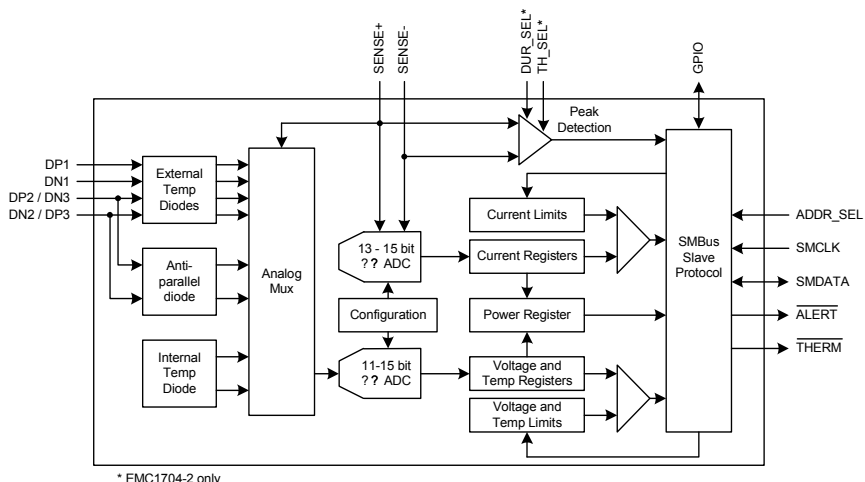 SENSE+
SENSE-
DUR_SEL*
TH_SEL*
GPIO
Peak
Detection
DP1
DN1
DP2 / DN3
DN2 / DP3
External
Temp
Diodes
Anti-
parallel
diode
Internal
Temp
Diode
Analog
Mux
13 - 15 bit
?? ADC
Configuration
11-15 bit
?? ADC
Current Limits
Current Registers
Power Register
Voltage and
Temp Registers
Voltage and
Temp Limits
SMBus
Slave
Protocol
ADDR_SEL
SMCLK
SMDATA
ALERT
THERM
* EMC1704-2 only